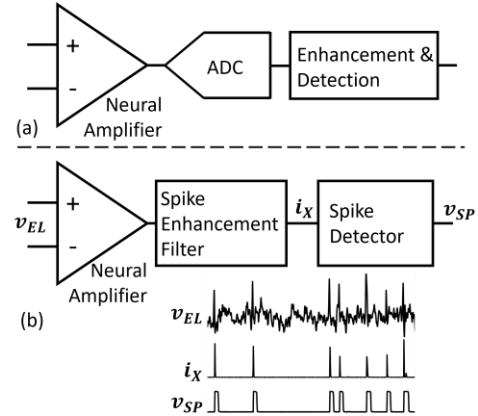 +
-
Neural
Amplifier
ADC
Enhancement &
Detection
(a)
v_EL
+
-
Neural
Amplifier
Spike
Enhancement
Filter
i_X
Spike
Detector
v_SP
(b)
v_EL
i_X
v_SP